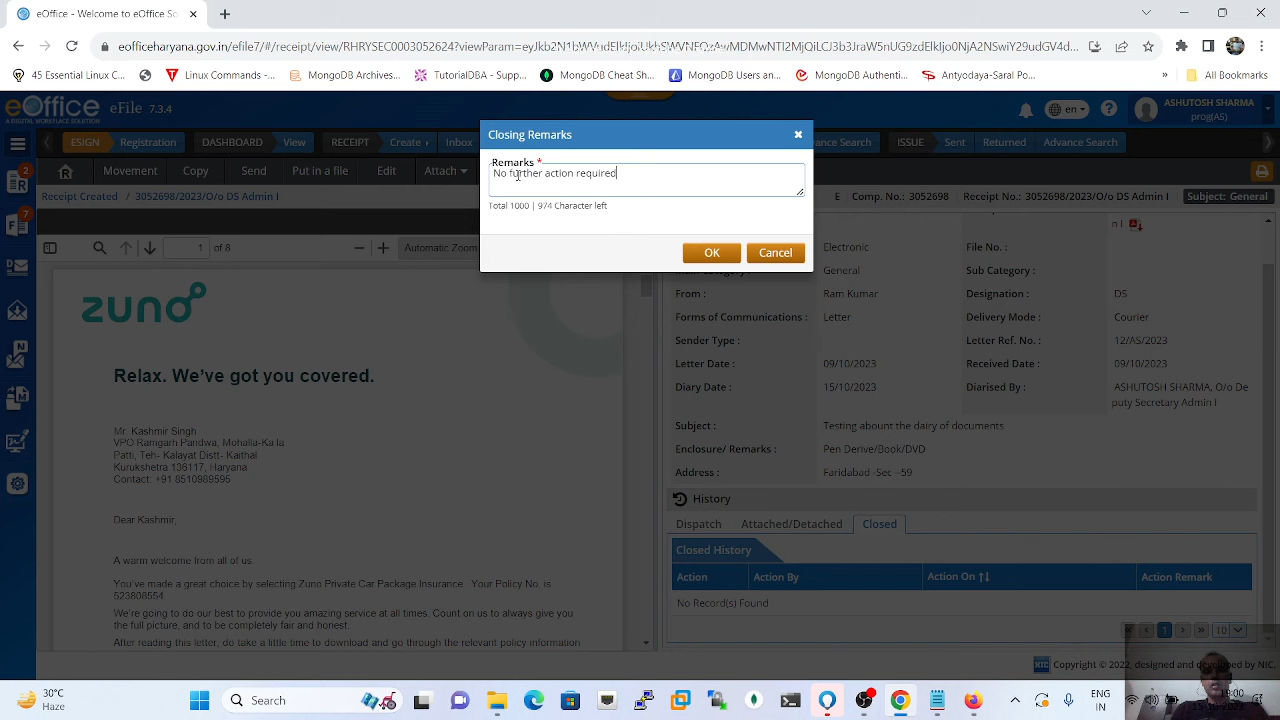 eOffice - eOffice So
eofficeharyana.gov.in/efile7/#/receipt/view/RHRYSEC0003052624?viewParam=
45 Essential Linux C...
Linux Commands -...
MongoDB Archives...
TutorialDBA - Supp...
MongoDB Cheat Sh...
MongoDB Users an...
MongoDB Authenti...
Antyodaya-Saral Po...
»
All Bookmarks
eOffice
A DIGITAL WORKPLACE SOLUTION
eFile 7.3.4
en
ASHUTOSH SHARMA
prog(AS)
ESIGN Registration DASHBOARD View RECEIPT Create Inbox
ance Search ISSUE Sent Returned Advance Search
Movement Copy Send Put in a file Edit Attach
2
7
Receipt Created / 3052698/2023/O/o DS Admin I
E Comp. No.: 3052698 Receipt No.: 3052698/2023/O/o DS Admin I Subject: General
Closing Remarks
Remarks *
No further action required
Total 1000 | 974 Character left
OK Cancel
1 of 8
Automatic Zoom
zuno
Relax. We've got you covered.
Mr. Kashmir Singh
VPO Ramgarh Pandwa, Mohalla-Ka la
Patti, Teh- Kalayat Distt- Kaithal
Kurukshetra 136117, Haryana
Contact: +91 8510989595
Dear Kashmir,
A warm welcome from all of us.
You've made a great choice by selecting Zuno Private Car Package Insurance. Your Policy No. is
523808554.
We're going to do our best to provide you amazing service at all times. Count on us to always give you
the full picture, and to be completely fair and honest.
After reading this letter, do take a little time to download and go through the relevant policy information
Electronic File No. :
General Sub Category :
From : Ram Kumar Designation : DS
Forms of Communications : Letter Delivery Mode : Courier
Sender Type : Letter Ref. No. : 12/AS/2023
Letter Date : 09/10/2023 Received Date : 09/10/2023
Diary Date : 15/10/2023 Diarised By : ASHUTOSH SHARMA, O/o De
puty Secretary Admin I
Subject : Testing abount the dairy of documents
Enclosure/ Remarks : Pen Derive/Book/DVD
Address : Faridabad -Sec –59
History
Dispatch Attached/Detached Closed
Closed History
Action Action By Action On Action Remark
No Record(s) Found
1 10
NIC Copyright © 2022, designed and developed by NIC.
30°C
Haze
Search
ENG
IN